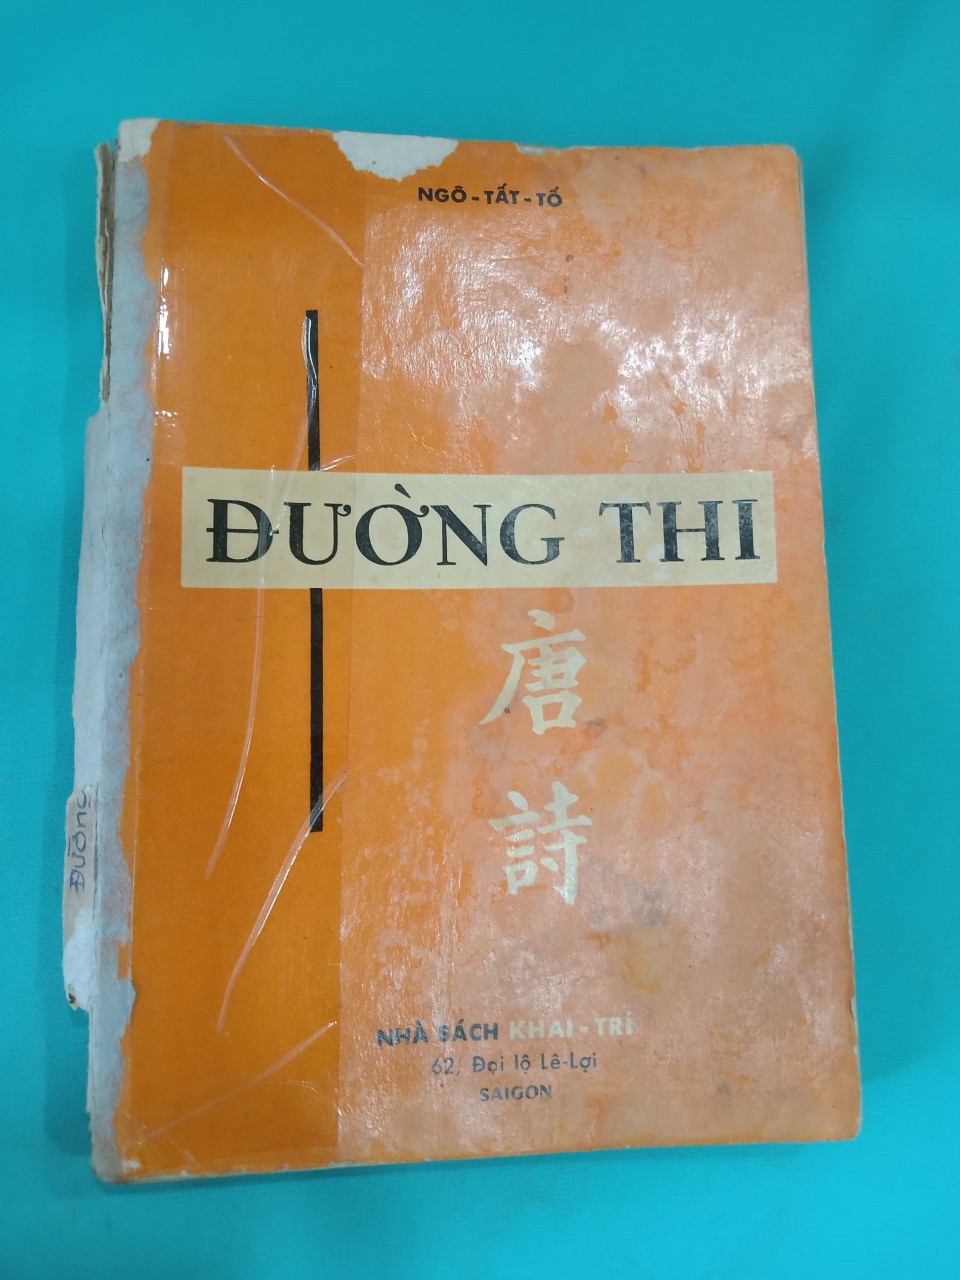 NGÔ-TẤT-TỐ
ĐƯỜNG THI
唐
詩
NHÀ SÁCH KHAI-TRÍ
62, Đại lộ Lê-Lợi
SAIGON
Đường